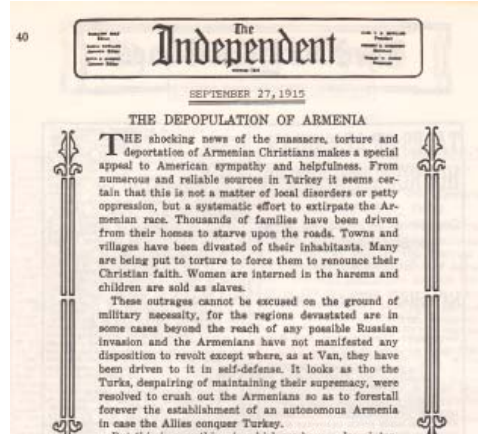 40
The
Independent
SEPTEMBER 27, 1915
THE DEPOPULATION OF ARMENIA
THE shocking news of the massacre, torture and
deportation of Armenian Christians makes a special
appeal to American sympathy and helpfulness. From
numerous and reliable sources in Turkey it seems cer-
tain that this is not a matter of local disorders or petty
oppression, but a systematic effort to extirpate the Ar-
menian race. Thousands of families have been driven
from their homes to starve upon the roads. Towns and
villages have been divested of their inhabitants. Many
are being put to torture to force them to renounce their
Christian faith. Women are interned in the harems and
children are sold as slaves.
These outrages cannot be excused on the ground of
military necessity, for the regions devastated are in
some cases beyond the reach of any possible Russian
invasion and the Armenians have not manifested any
disposition to revolt except where, as at Van, they have
been driven to it in self-defense. It looks as tho the
Turks, despairing of maintaining their supremacy, were
resolved to crush out the Armenians so as to forestall
forever the establishment of an autonomous Armenia
in case the Allies conquer Turkey.